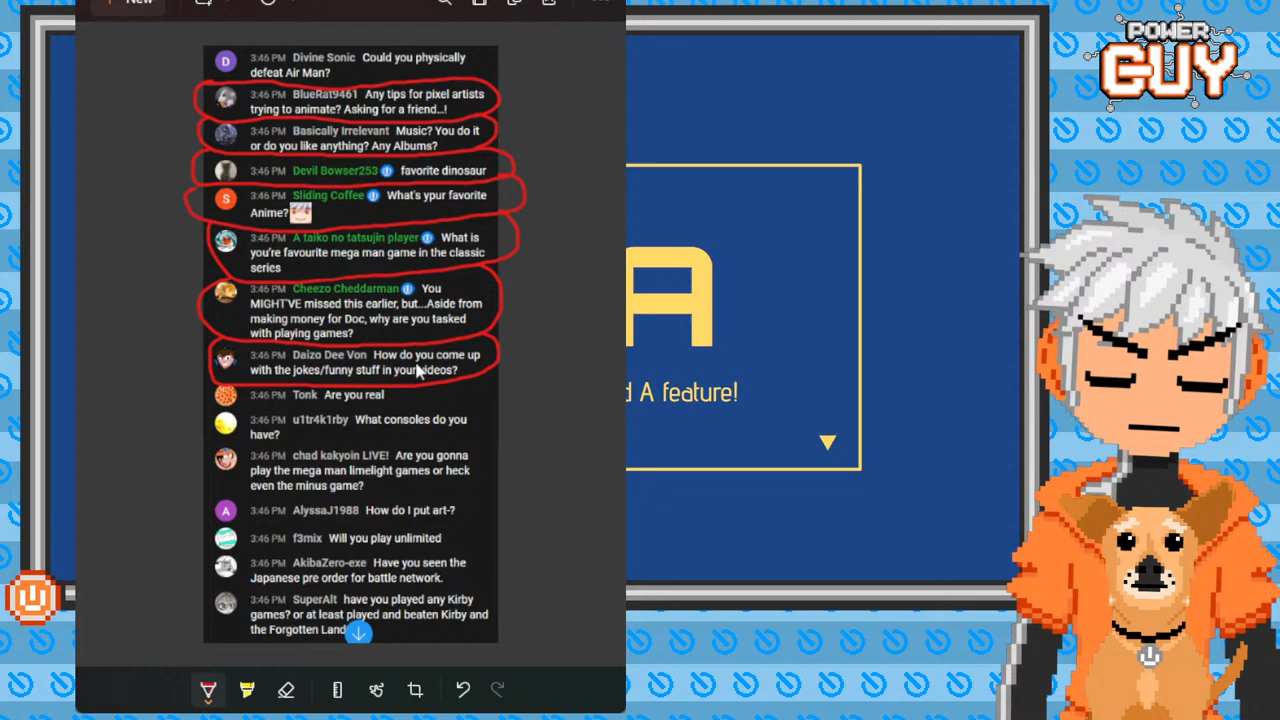 New
POWER
GUY
3:46 PM Divine Sonic Could you physically
defeat Air Man?
3:46 PM BlueRat9461 Any tips for pixel artists
trying to animate? Asking for a friend...!
3:46 PM Basically Irrelevant Music? You do it
or do you like anything? Any Albums?
3:46 PM Devil Bowser253 favorite dinosaur
S
3:46 PM Sliding Coffee What's ypur favorite
Anime?
3:46 PM A taiko no tatsujin player What is
you're favourite mega man game in the classic
series
3:46 PM Cheezo Cheddarman You
MIGHT'VE missed this earlier, but...Aside from
making money for Doc, why are you tasked
with playing games?
3:46 PM Daizo Dee Von How do you come up
with the jokes/funny stuff in your videos?
3:46 PM Tonk Are you real
3:46 PM u1tr4k1rby What consoles do you
have?
3:46 PM chad kakyoin LIVE! Are you gonna
play the mega man limelight games or heck
even the minus game?
A
3:46 PM AlyssaJ1988 How do I put art-?
3:46 PM f3mix Will you play unlimited
3:46 PM AkibaZero-exe Have you seen the
Japanese pre order for battle network.
3:46 PM SuperAlt have you played any Kirby
games? or at least played and beaten Kirby and
the Forgotten Land
D
A
d A feature!